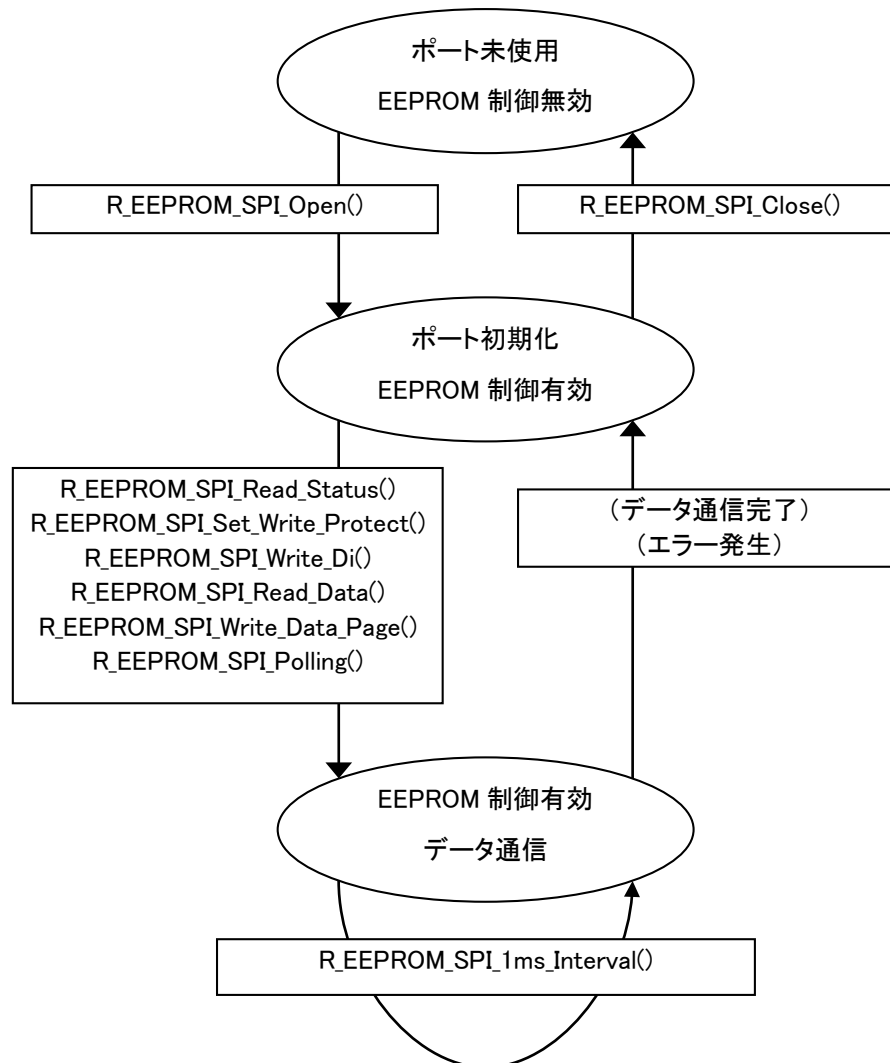 ポート未使用
EEPROM 制御無効
R_EEPROM_SPI_Open()
R_EEPROM_SPI_Close()
ポート初期化
EEPROM 制御有効
R_EEPROM_SPI_Read_Status()
R_EEPROM_SPI_Set_Write_Protect()
R_EEPROM_SPI_Write_Di()
R_EEPROM_SPI_Read_Data()
R_EEPROM_SPI_Write_Data_Page()
R_EEPROM_SPI_Polling()
(データ通信完了)
(エラー発生)
EEPROM 制御有効
データ通信
R_EEPROM_SPI_1ms_Interval()